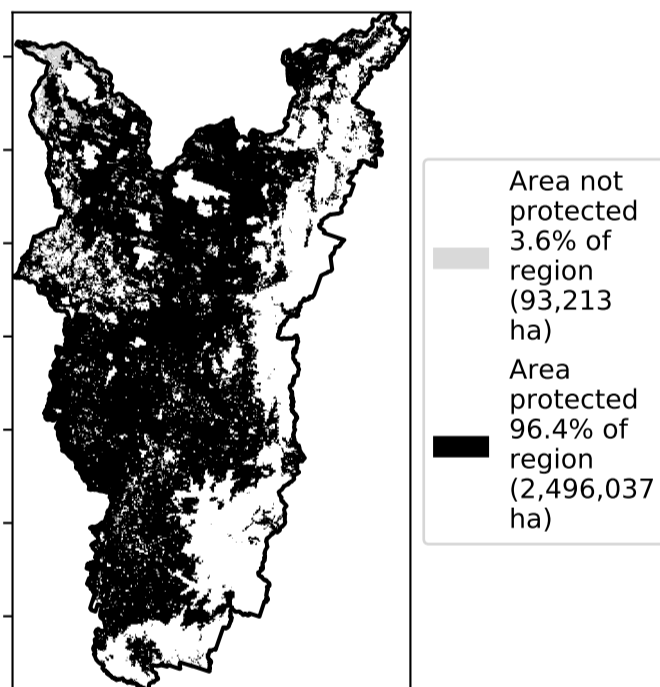 Area not
protected
3.6% of
region
(93,213
ha)
Area
protected
96.4% of
region
(2,496,037
ha)